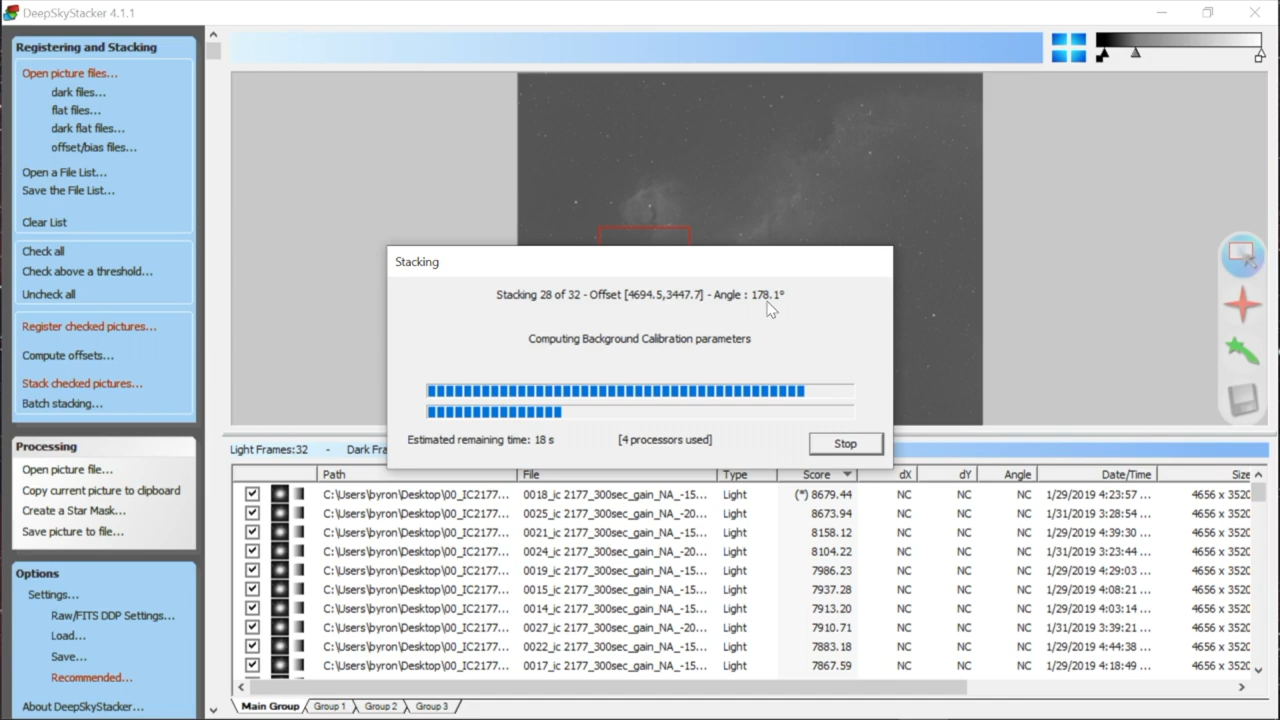 DeepSkyStacker 4.1.1
Registering and Stacking
Open picture files...
dark files...
flat files...
dark flat files...
offset/bias files...
Open a File List...
Save the File List...
Clear List
Check all
Check above a threshold...
Uncheck all
Register checked pictures...
Compute offsets...
Stack checked pictures...
Batch stacking...
Processing
Open picture file...
Copy current picture to clipboard
Create a Star Mask...
Save picture to file...
Options
Settings...
Raw/FITS DDP Settings...
Load...
Save...
Recommended...
About DeepSkyStacker...
Stacking
Stacking 28 of 32 - Offset [4694.5,3447.7] - Angle : 178.1°
Computing Background Calibration parameters
Estimated remaining time: 18 s [4 processors used] Stop
Light Frames:32 - Dark Fra
Path File Type Score dX dY Angle Date/Time Size
C:\Users\byron\Desktop\00_IC2177... 0018_ic 2177_300sec_gain_NA_-15... Light (*) 8679.44 NC NC NC 1/29/2019 4:23:57 ... 4656 x 3520
C:\Users\byron\Desktop\00_IC2177... 0025_ic 2177_300sec_gain_NA_-20... Light 8673.94 NC NC NC 1/31/2019 3:28:54 ... 4656 x 3520
C:\Users\byron\Desktop\00_IC2177... 0021_ic 2177_300sec_gain_NA_-15... Light 8158.12 NC NC NC 1/29/2019 4:39:30 ... 4656 x 3520
C:\Users\byron\Desktop\00_IC2177... 0024_ic 2177_300sec_gain_NA_-20... Light 8104.22 NC NC NC 1/31/2019 3:23:44 ... 4656 x 3520
C:\Users\byron\Desktop\00_IC2177... 0019_ic 2177_300sec_gain_NA_-15... Light 7986.23 NC NC NC 1/29/2019 4:29:03 ... 4656 x 3520
C:\Users\byron\Desktop\00_IC2177... 0015_ic 2177_300sec_gain_NA_-15... Light 7937.28 NC NC NC 1/29/2019 4:08:21 ... 4656 x 3520
C:\Users\byron\Desktop\00_IC2177... 0014_ic 2177_300sec_gain_NA_-15... Light 7913.20 NC NC NC 1/29/2019 4:03:14 ... 4656 x 3520
C:\Users\byron\Desktop\00_IC2177... 0027_ic 2177_300sec_gain_NA_-20... Light 7910.71 NC NC NC 1/31/2019 3:39:21 ... 4656 x 3520
C:\Users\byron\Desktop\00_IC2177... 0022_ic 2177_300sec_gain_NA_-15... Light 7883.18 NC NC NC 1/29/2019 4:44:38 ... 4656 x 3520
C:\Users\byron\Desktop\00_IC2177... 0017_ic 2177_300sec_gain_NA_-15... Light 7867.59 NC NC NC 1/29/2019 4:18:49 ... 4656 x 3520
Main Group Group 1 Group 2 Group 3